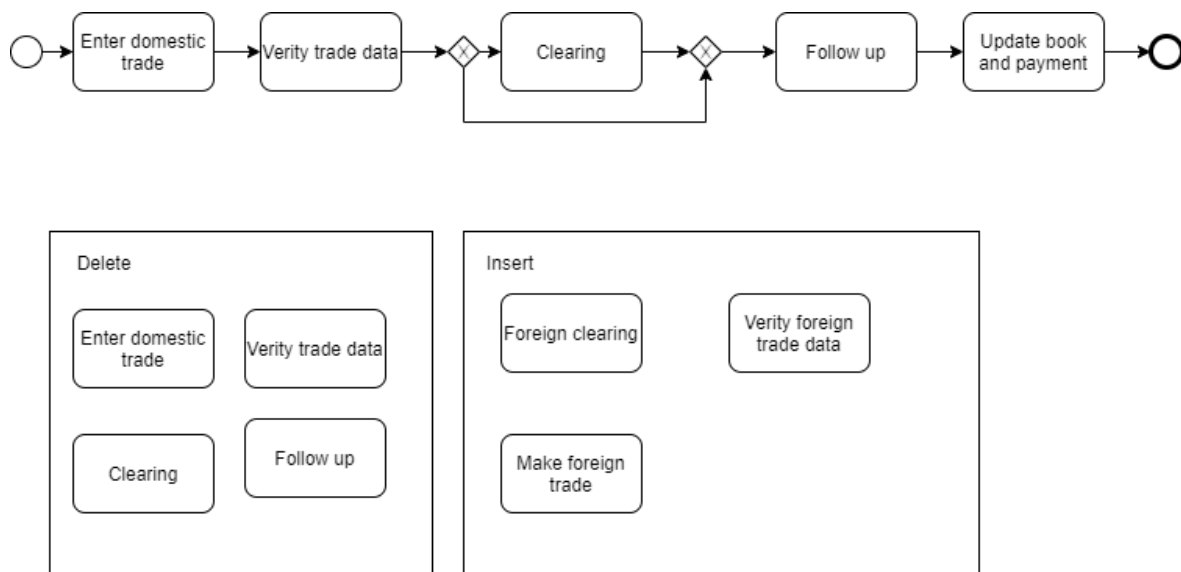 Enter domestic
trade
Verity trade data
X
Clearing
X
Follow up
Update book
and payment
Delete
Enter domestic
trade
Verity trade data
Clearing
Follow up
Insert
Foreign clearing
Verity foreign
trade data
Make foreign
trade